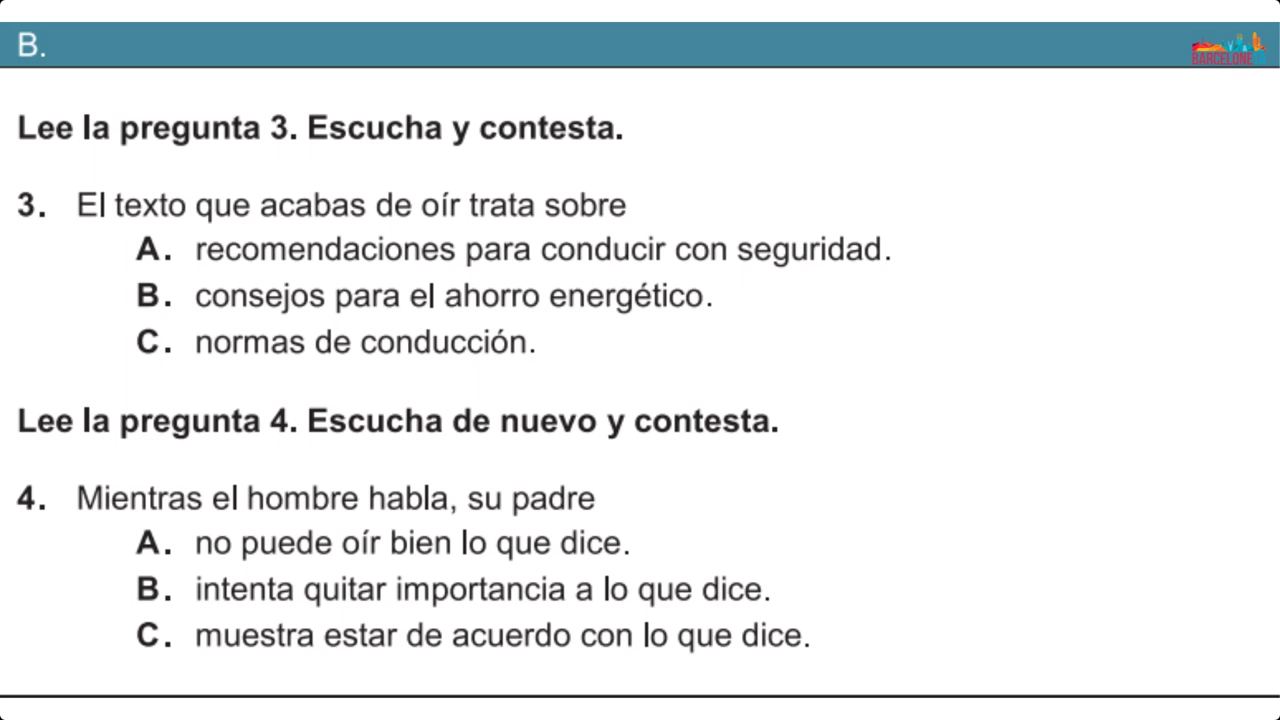 B.
BARCELONE
Lee la pregunta 3. Escucha y contesta.
3. El texto que acabas de oír trata sobre
A. recomendaciones para conducir con seguridad.
B. consejos para el ahorro energético.
C. normas de conducción.
Lee la pregunta 4. Escucha de nuevo y contesta.
4. Mientras el hombre habla, su padre
A. no puede oír bien lo que dice.
B. intenta quitar importancia a lo que dice.
C. muestra estar de acuerdo con lo que dice.